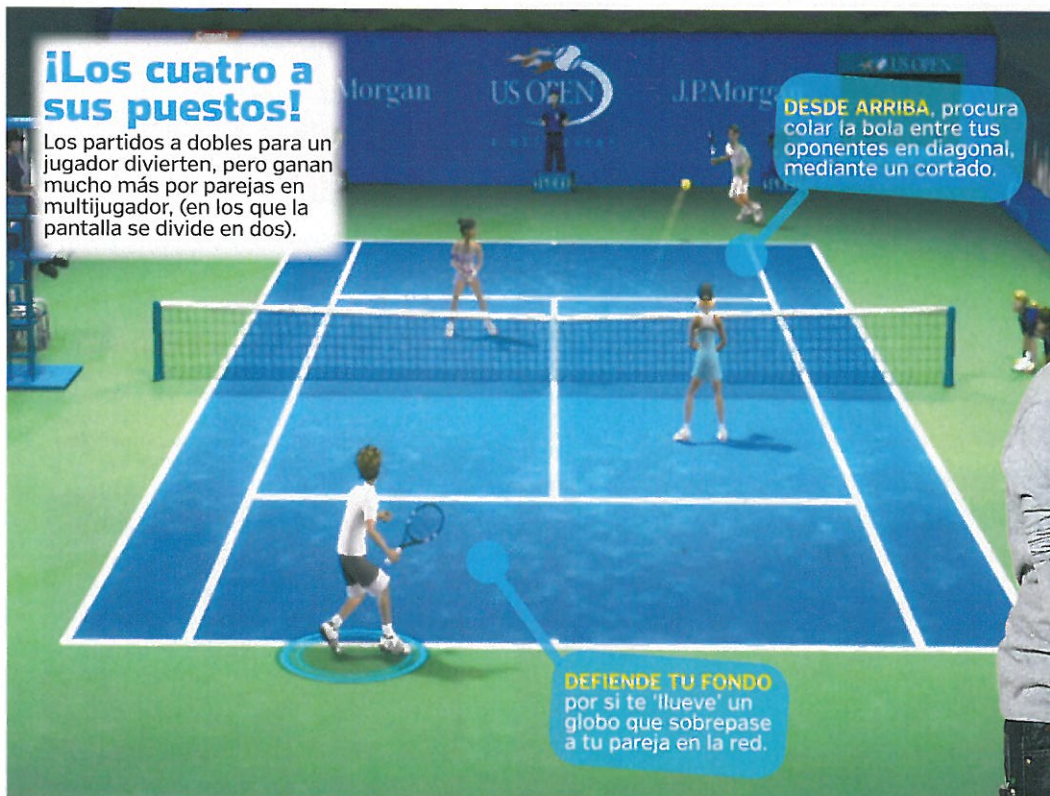 ¡Los cuatro a
sus puestos!
Los partidos a dobles para un
jugador divierten, pero ganan
mucho más por parejas en
multijugador, (en los que la
pantalla se divide en dos).
Morgan
US OPEN
J.P.Morgan
US OPEN
DESDE ARRIBA, procura
colar la bola entre tus
oponentes en diagonal,
mediante un cortado.
DEFIENDE TU FONDO
por si te 'llueve' un
globo que sobrepase
a tu pareja en la red.